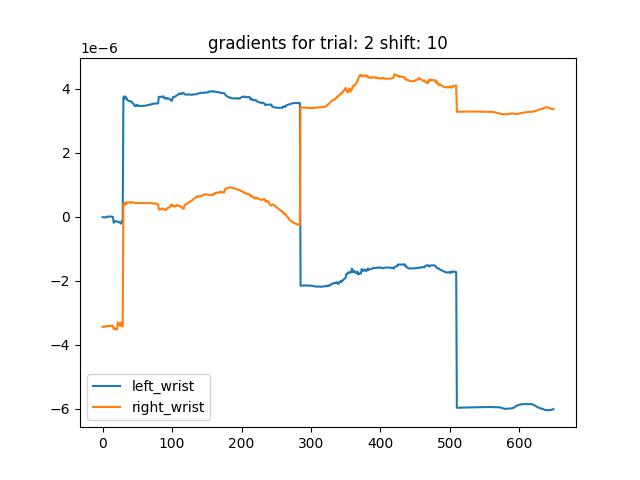 gradients for trial: 2 shift: 10
1e−6
4
2
0
−2
−4
−6
left_wrist
right_wrist
0 100 200 300 400 500 600